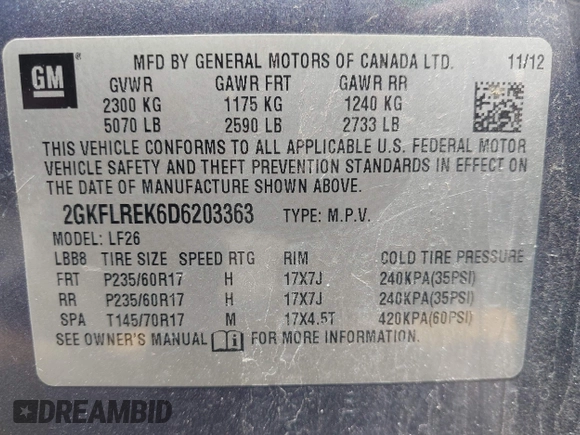 GM
MFD BY GENERAL MOTORS OF CANADA LTD. 11/12
GVWR GAWR FRT GAWR RR
2300 KG 1175 KG 1240 KG
5070 LB 2590 LB 2733 LB
THIS VEHICLE CONFORMS TO ALL APPLICABLE U.S. FEDERAL MOTOR
VEHICLE SAFETY AND THEFT PREVENTION STANDARDS IN EFFECT ON
THE DATE OF MANUFACTURE SHOWN ABOVE.
2GKFLREK6D6203363 TYPE: M.P.V.
MODEL: LF26
LBB8 TIRE SIZE SPEED RTG RIM COLD TIRE PRESSURE
FRT P235/60R17 H 17X7J 240KPA(35PSI)
RR P235/60R17 H 17X7J 240KPA(35PSI)
SPA T145/70R17 M 17X4.5T 420KPA(60PSI)
SEE OWNER'S MANUAL FOR MORE INFORMATION.
DREAMBID